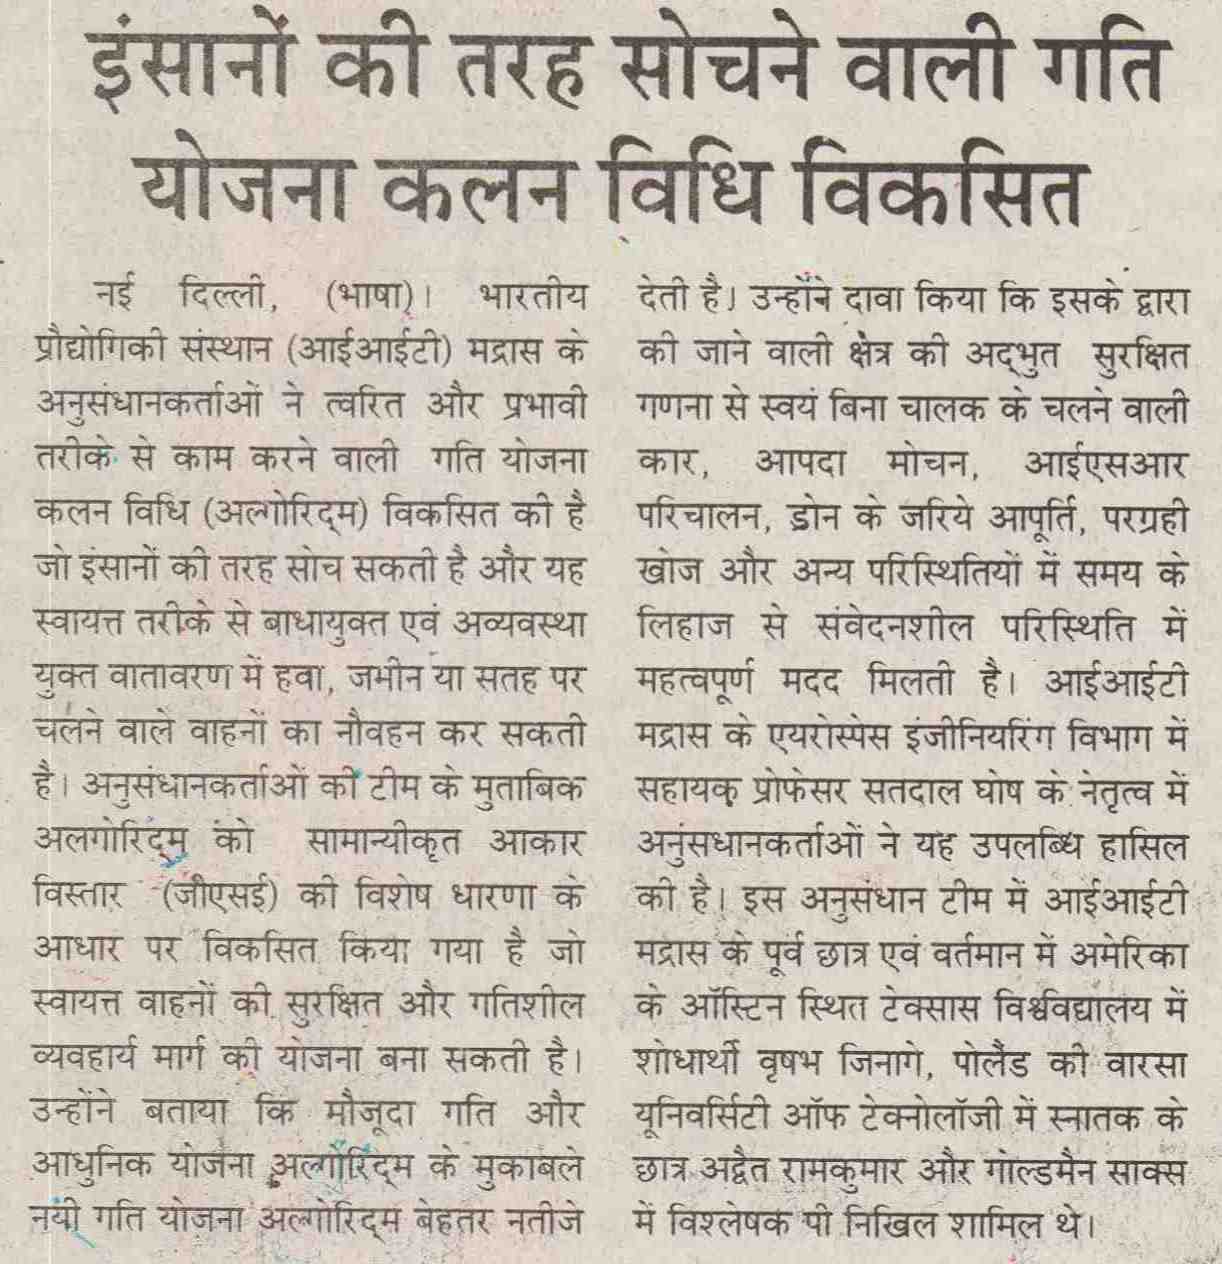 इंसानों की तरह सोचने वाली गति
योजना कलन विधि विकसित
नई दिल्ली, (भाषा)। भारतीय
प्रौद्योगिकी संस्थान (आईआईटी) मद्रास के
अनुसंधानकर्ताओं ने त्वरित और प्रभावी
तरीके से काम करने वाली गति योजना
कलन विधि (अल्गोरिद्म) विकसित की है
जो इंसानों की तरह सोच सकती है और यह
स्वायत्त तरीके से बाधायुक्त एवं अव्यवस्था
युक्त वातावरण में हवा, जमीन या सतह पर
चलने वाले वाहनों का नौवहन कर सकती
है। अनुसंधानकर्ताओं की टीम के मुताबिक
अलगोरिद्म को सामान्यीकृत आकार
विस्तार (जीएसई) की विशेष धारणा के
आधार पर विकसित किया गया है जो
स्वायत्त वाहनों की सुरक्षित और गतिशील
व्यवहार्य मार्ग की योजना बना सकती है।
उन्होंने बताया कि मौजूदा गति और
आधुनिक योजना अल्गोरिद्म के मुकाबले
नयी गति योजना अल्गोरिद्म बेहतर नतीजे
देती है। उन्होंने दावा किया कि इसके द्वारा
की जाने वाली क्षेत्र की अद्भुत सुरक्षित
गणना से स्वयं बिना चालक के चलने वाली
कार, आपदा मोचन, आईएसआर
परिचालन, ड्रोन के जरिये आपूर्ति, परग्रही
खोज और अन्य परिस्थितियों में समय के
लिहाज से संवेदनशील परिस्थिति में
महत्वपूर्ण मदद मिलती है। आईआईटी
मद्रास के एयरोस्पेस इंजीनियरिंग विभाग में
सहायक प्रोफेसर सतदाल घोष के नेतृत्व में
अनुंसधानकर्ताओं ने यह उपलब्धि हासिल
की है। इस अनुसंधान टीम में आईआईटी
मद्रास के पूर्व छात्र एवं वर्तमान में अमेरिका
के ऑस्टिन स्थित टेक्सास विश्वविद्यालय में
शोधार्थी वृषभ जिनागे, पोलैंड की वारसा
यूनिवर्सिटी ऑफ टेक्नोलॉजी में स्नातक के
छात्र अद्वैत रामकुमार और गोल्डमैन साक्स
में विश्लेषक पी निखिल शामिल थे।